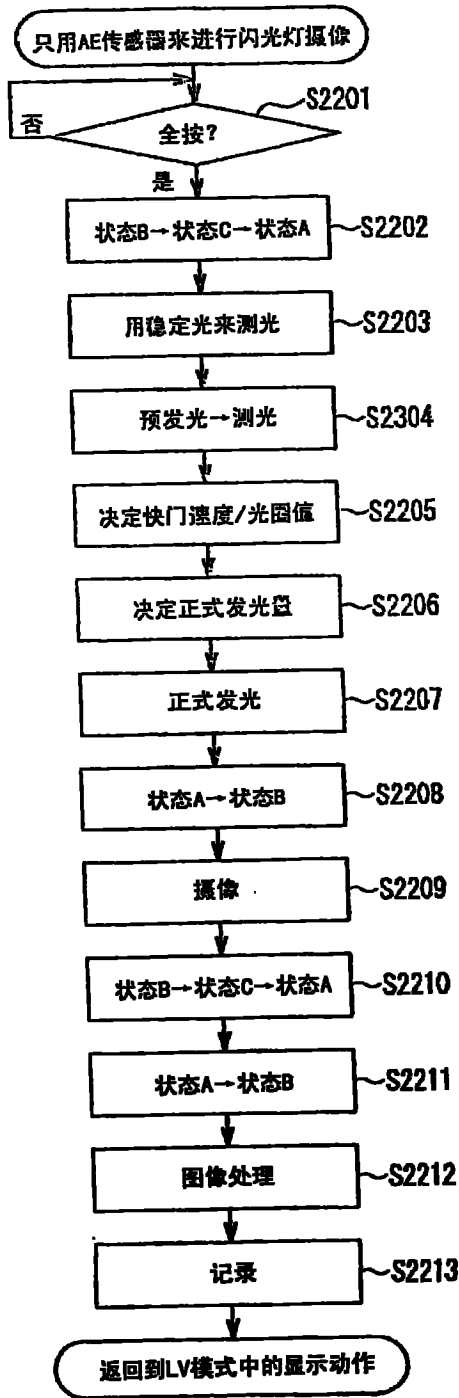 只用AE传感器来进行闪光灯摄像
S2201
全按?
否
是
状态B→状态C→状态A
S2202
用稳定光来测光
S2203
预发光→测光
S2304
决定快门速度/光圈值
S2205
决定正式发光量
S2206
正式发光
S2207
状态A→状态B
S2208
摄像
S2209
状态B→状态C→状态A
S2210
状态A→状态B
S2211
图像处理
S2212
记录
S2213
返回到LV模式中的显示动作